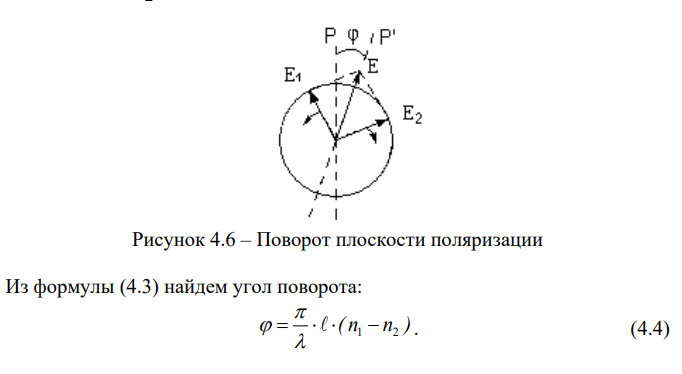 P φ P'
E₁ E
E₂
Рисунок 4.6 – Поворот плоскости поляризации
Из формулы (4.3) найдем угол поворота:
φ = π/λ · ℓ · (n₁ − n₂). (4.4)